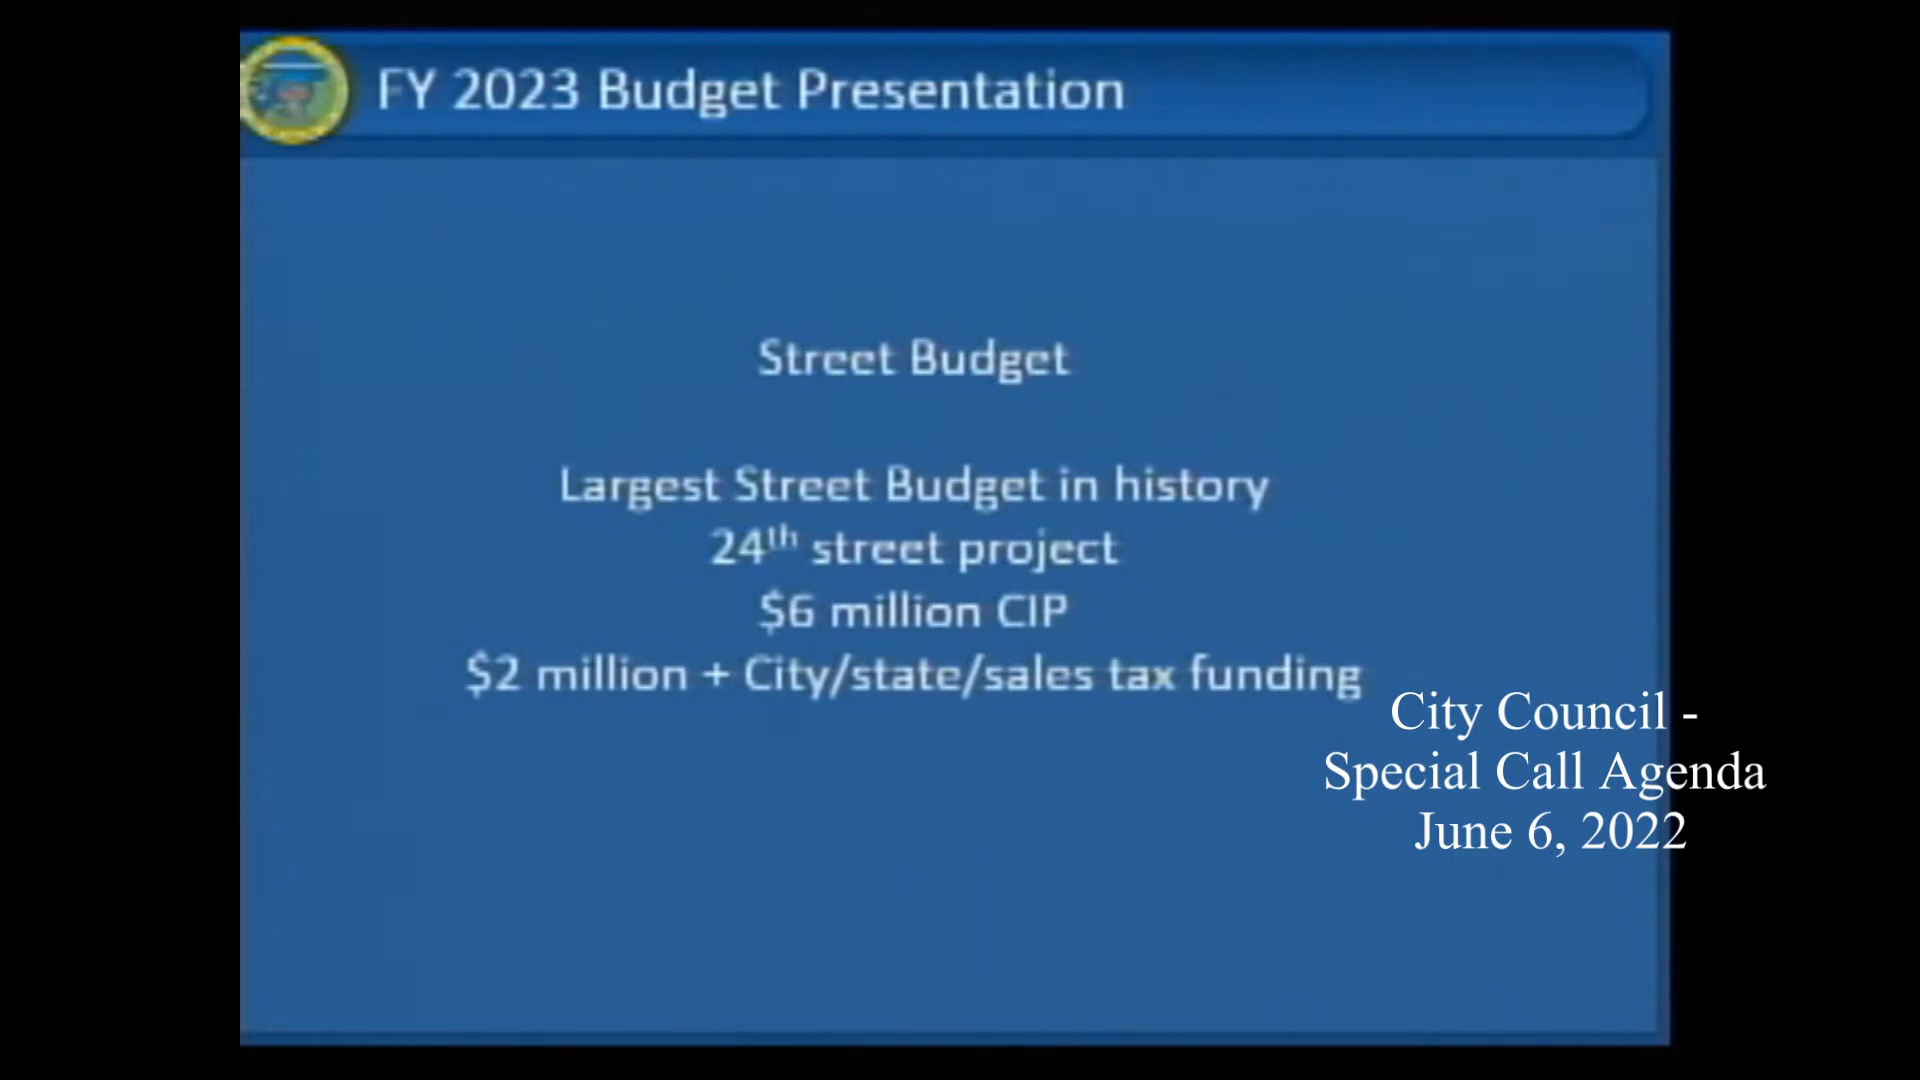 FY 2023 Budget Presentation
Street Budget
Largest Street Budget in history
24th street project
$6 million CIP
$2 million + City/state/sales tax funding
City Council -
Special Call Agenda
June 6, 2022